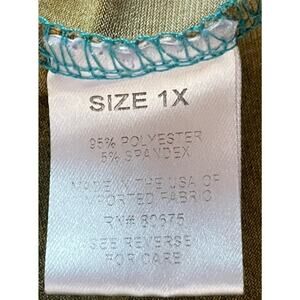 SIZE 1X
95% POLYESTER
5% SPANDEX
MADE IN THE USA OF
IMPORTED FABRIC
RN# 80675
SEE REVERSE
FOR CARE